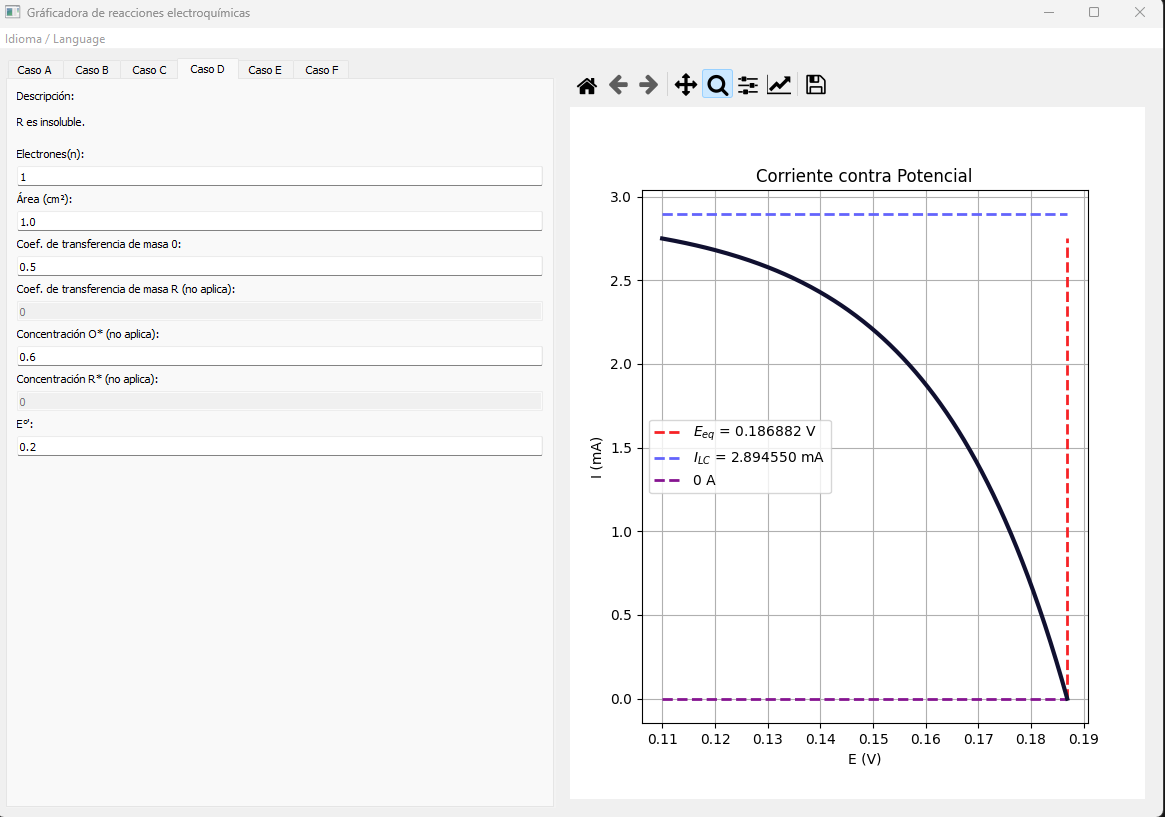 Gráficadora de reacciones electroquímicas
Idioma / Language
Caso A
Caso B
Caso C
Caso D
Caso E
Caso F
Descripción:
R es insoluble.
Electrones(n):
1
Área (cm²):
1.0
Coef. de transferencia de masa 0:
0.5
Coef. de transferencia de masa R (no aplica):
0
Concentración O* (no aplica):
0.6
Concentración R* (no aplica):
0
E°':
0.2
Corriente contra Potencial
3.0
2.5
2.0
1.5
1.0
0.5
0.0
I (mA)
E_eq = 0.186882 V
I_LC = 2.894550 mA
0 A
0.11 0.12 0.13 0.14 0.15 0.16 0.17 0.18 0.19
E (V)